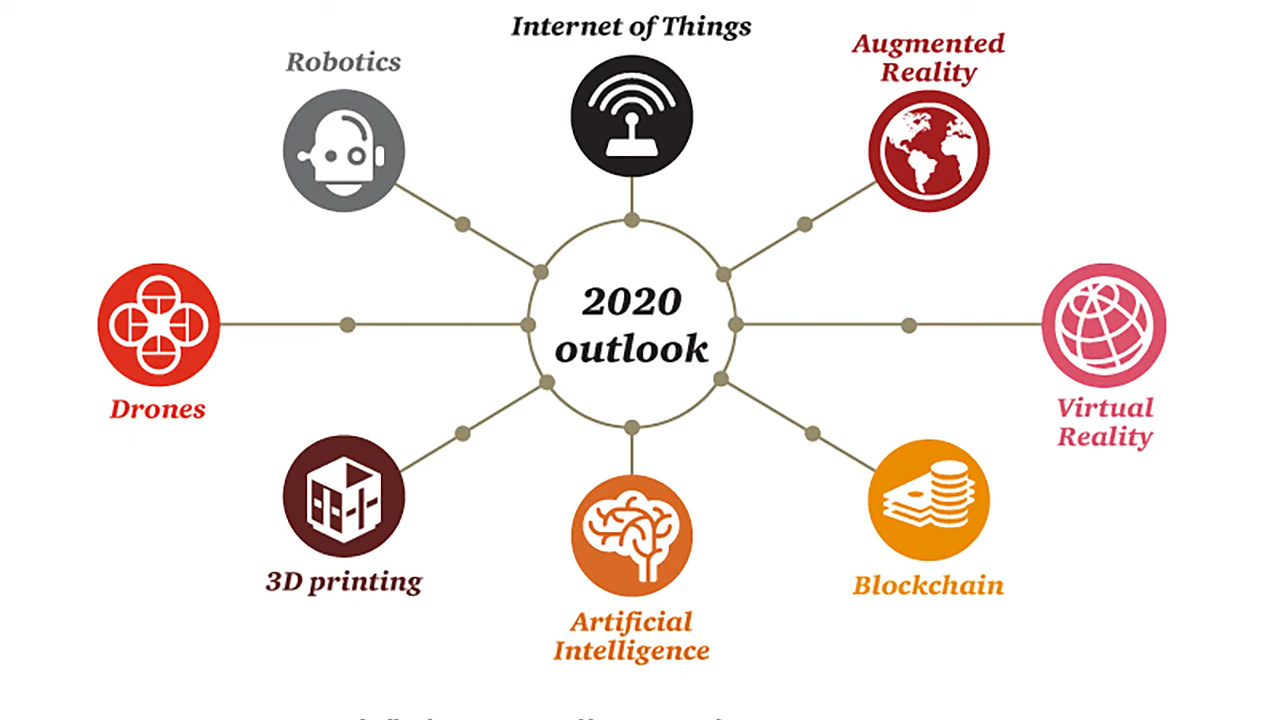 Internet of Things
Augmented
Reality
Robotics
2020
outlook
Drones
Virtual
Reality
3D printing
Blockchain
Artificial
Intelligence